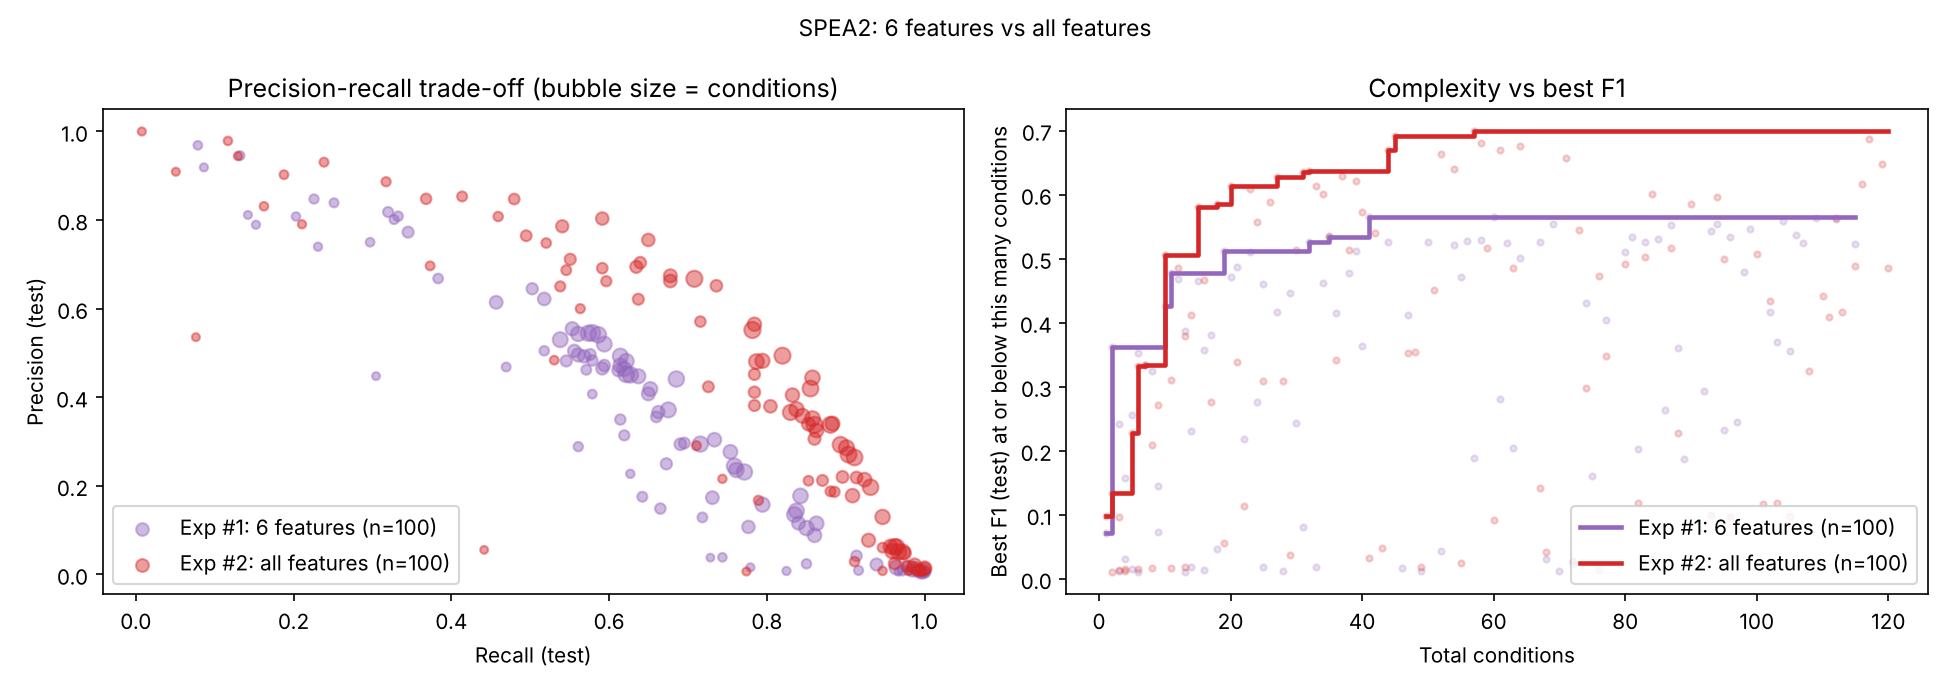 SPEA2: 6 features vs all features
Precision-recall trade-off (bubble size = conditions)
Precision (test)
1.0
0.8
0.6
0.4
0.2
0.0
0.0 0.2 0.4 0.6 0.8 1.0
Recall (test)
Exp #1: 6 features (n=100)
Exp #2: all features (n=100)
Complexity vs best F1
Best F1 (test) at or below this many conditions
0.7
0.6
0.5
0.4
0.3
0.2
0.1
0.0
0 20 40 60 80 100 120
Total conditions
Exp #1: 6 features (n=100)
Exp #2: all features (n=100)